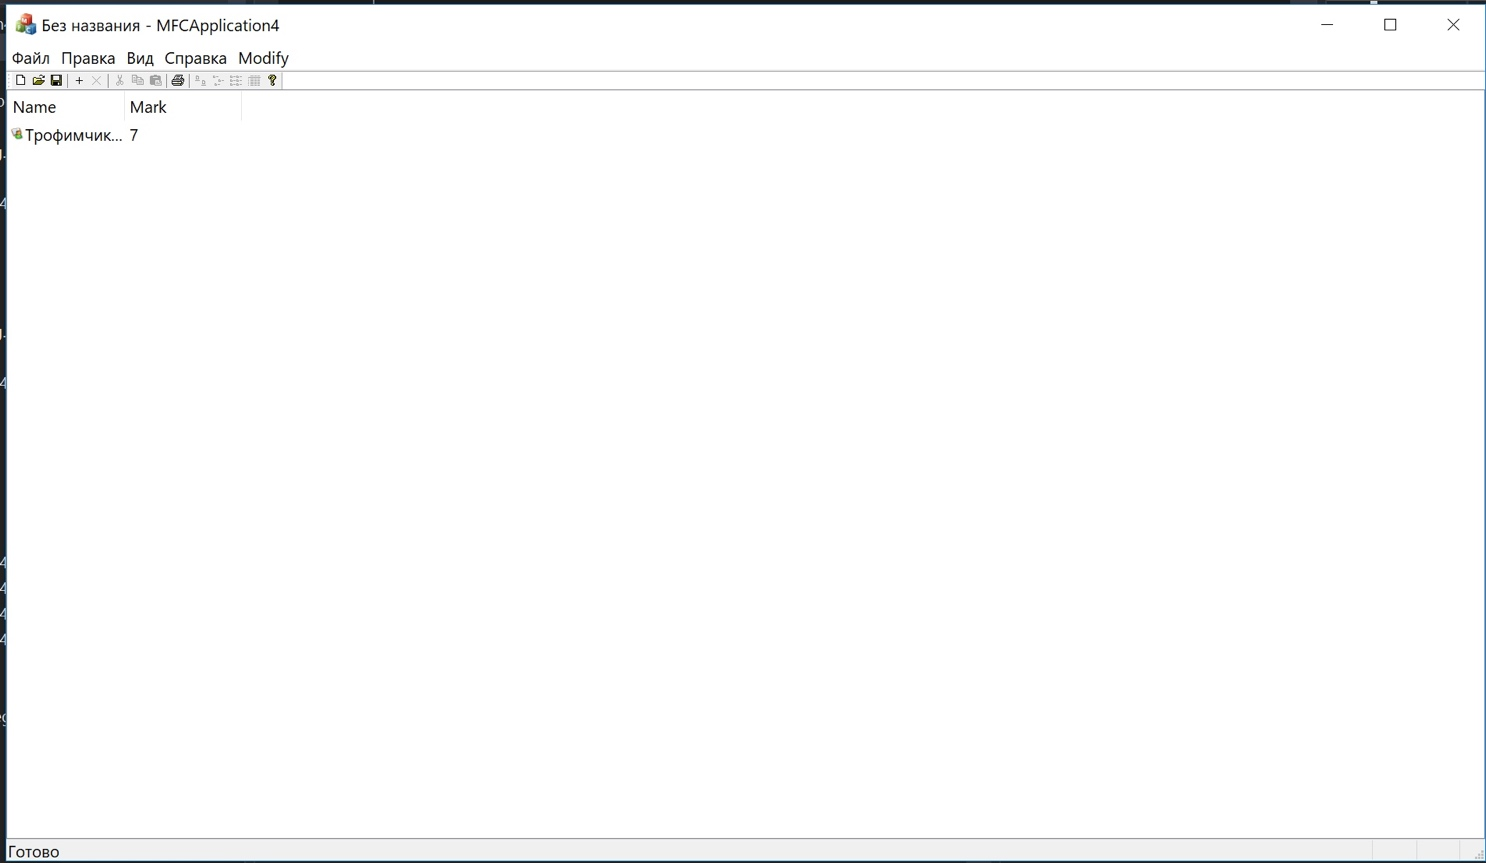 Без названия - MFCApplication4
Файл Правка Вид Справка Modify
Name Mark
Трофимчик... 7
Готово